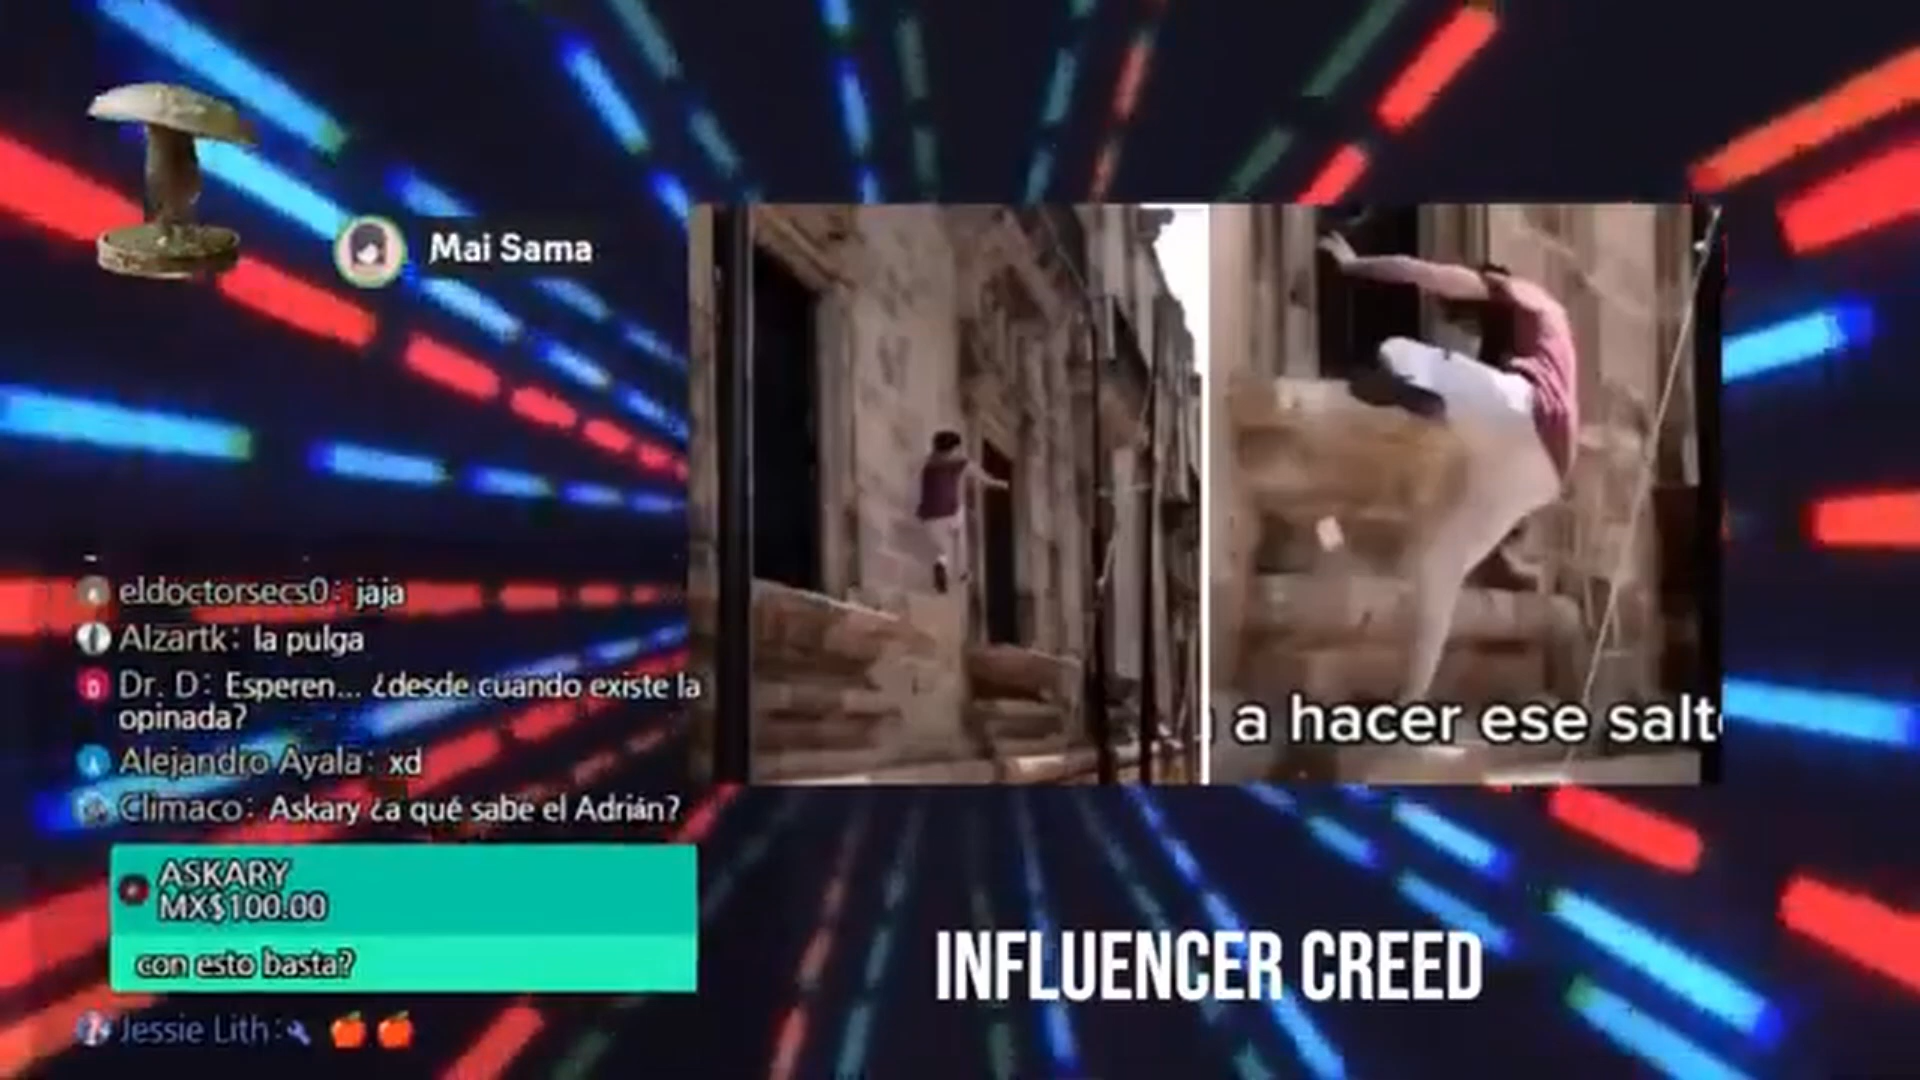 Mai Sama
eldoctorsecs0: jaja
Alzartk: la pulga
Dr. D: Esperen... ¿desde cuando existe la
opinada?
Alejandro Ayala: xd
Climaco: Askary ¿a qué sabe el Adrián?
ASKARY
MX$100.00
con esto basta?
Jessie Lith:
a hacer ese salto
INFLUENCER CREED